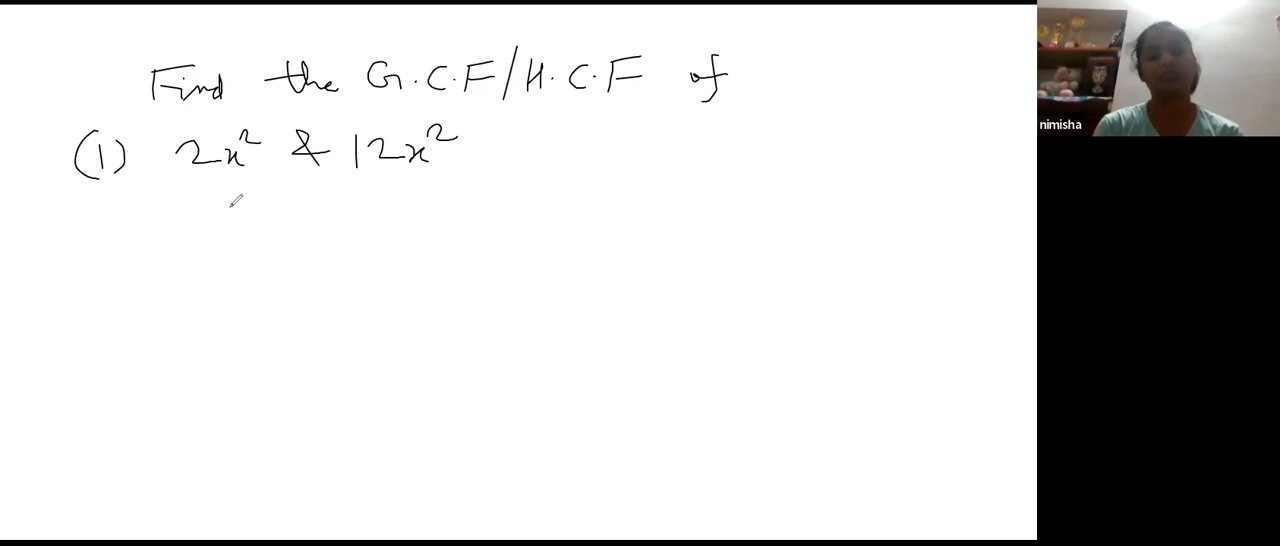 Find the G.C.F/H.C.F of
(1) 2x² & 12x²
nimisha